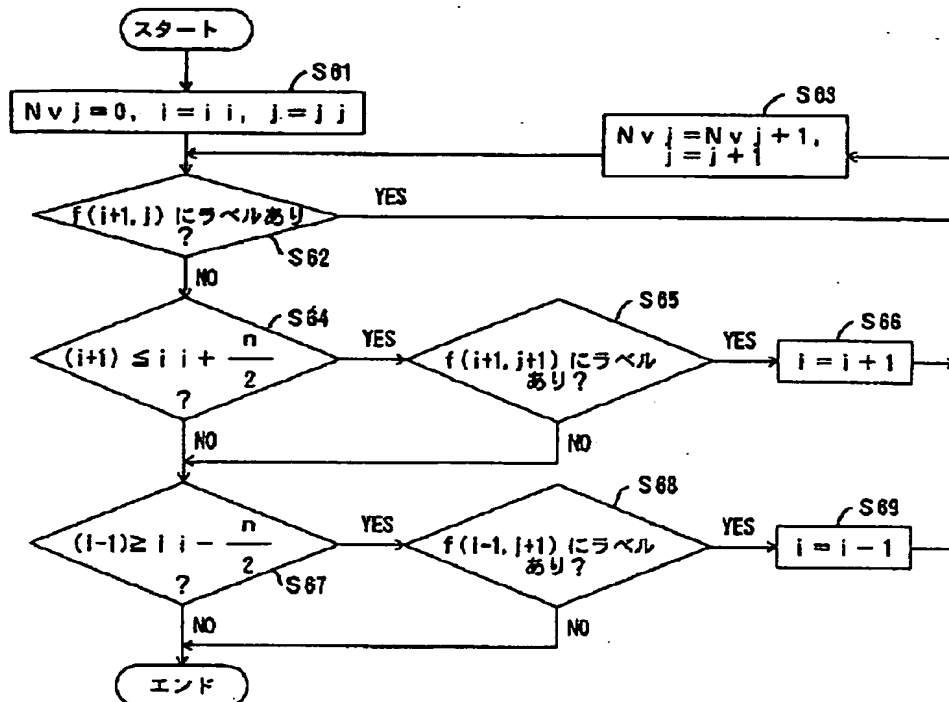 スタート
S61
Nvj=0, i=ii, j=jj
S63
Nvj=Nvj+1,
j=j+1
f(i+1,j)にラベルあり
?
YES
S62
NO
S64
(i+1)≦ii+n/2
?
YES
S65
f(i+1,j+1)にラベル
あり?
YES
S66
i=i+1
NO
NO
S67
(i-1)≧ii-n/2
?
YES
S68
f(i-1,j+1)にラベル
あり?
YES
S69
i=i-1
NO
NO
エンド